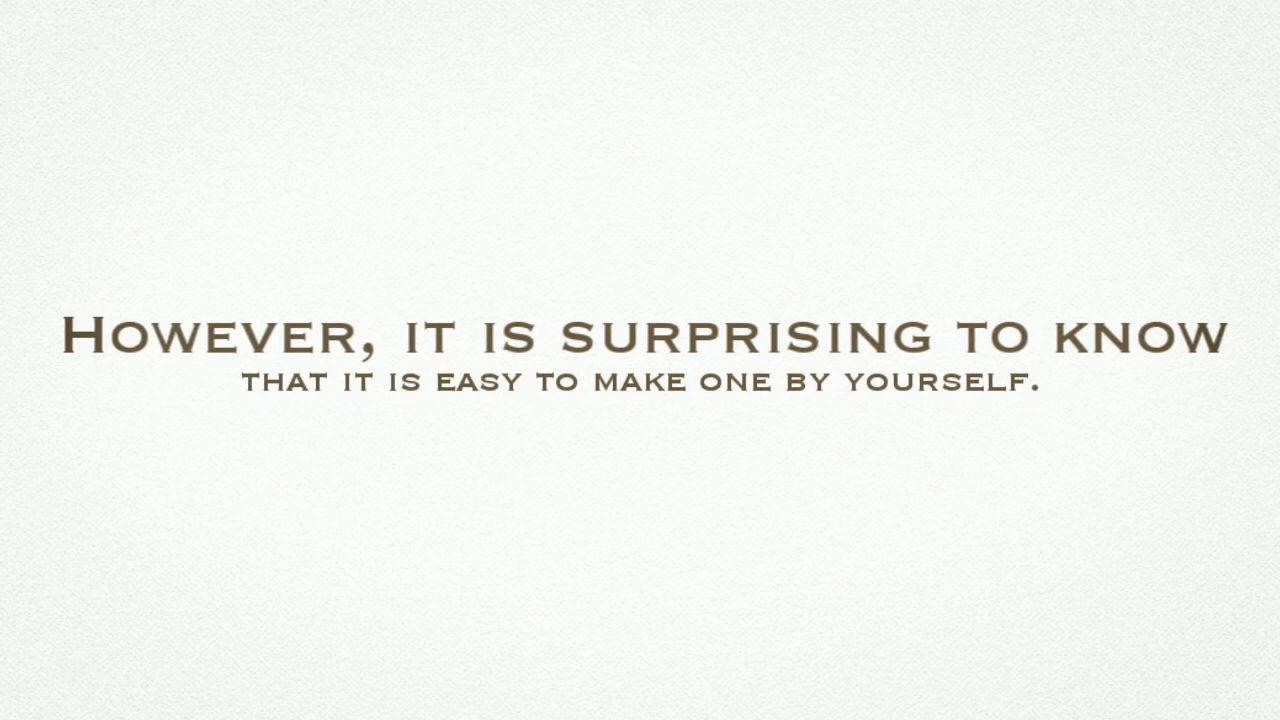 However, it is surprising to know
that it is easy to make one by yourself.